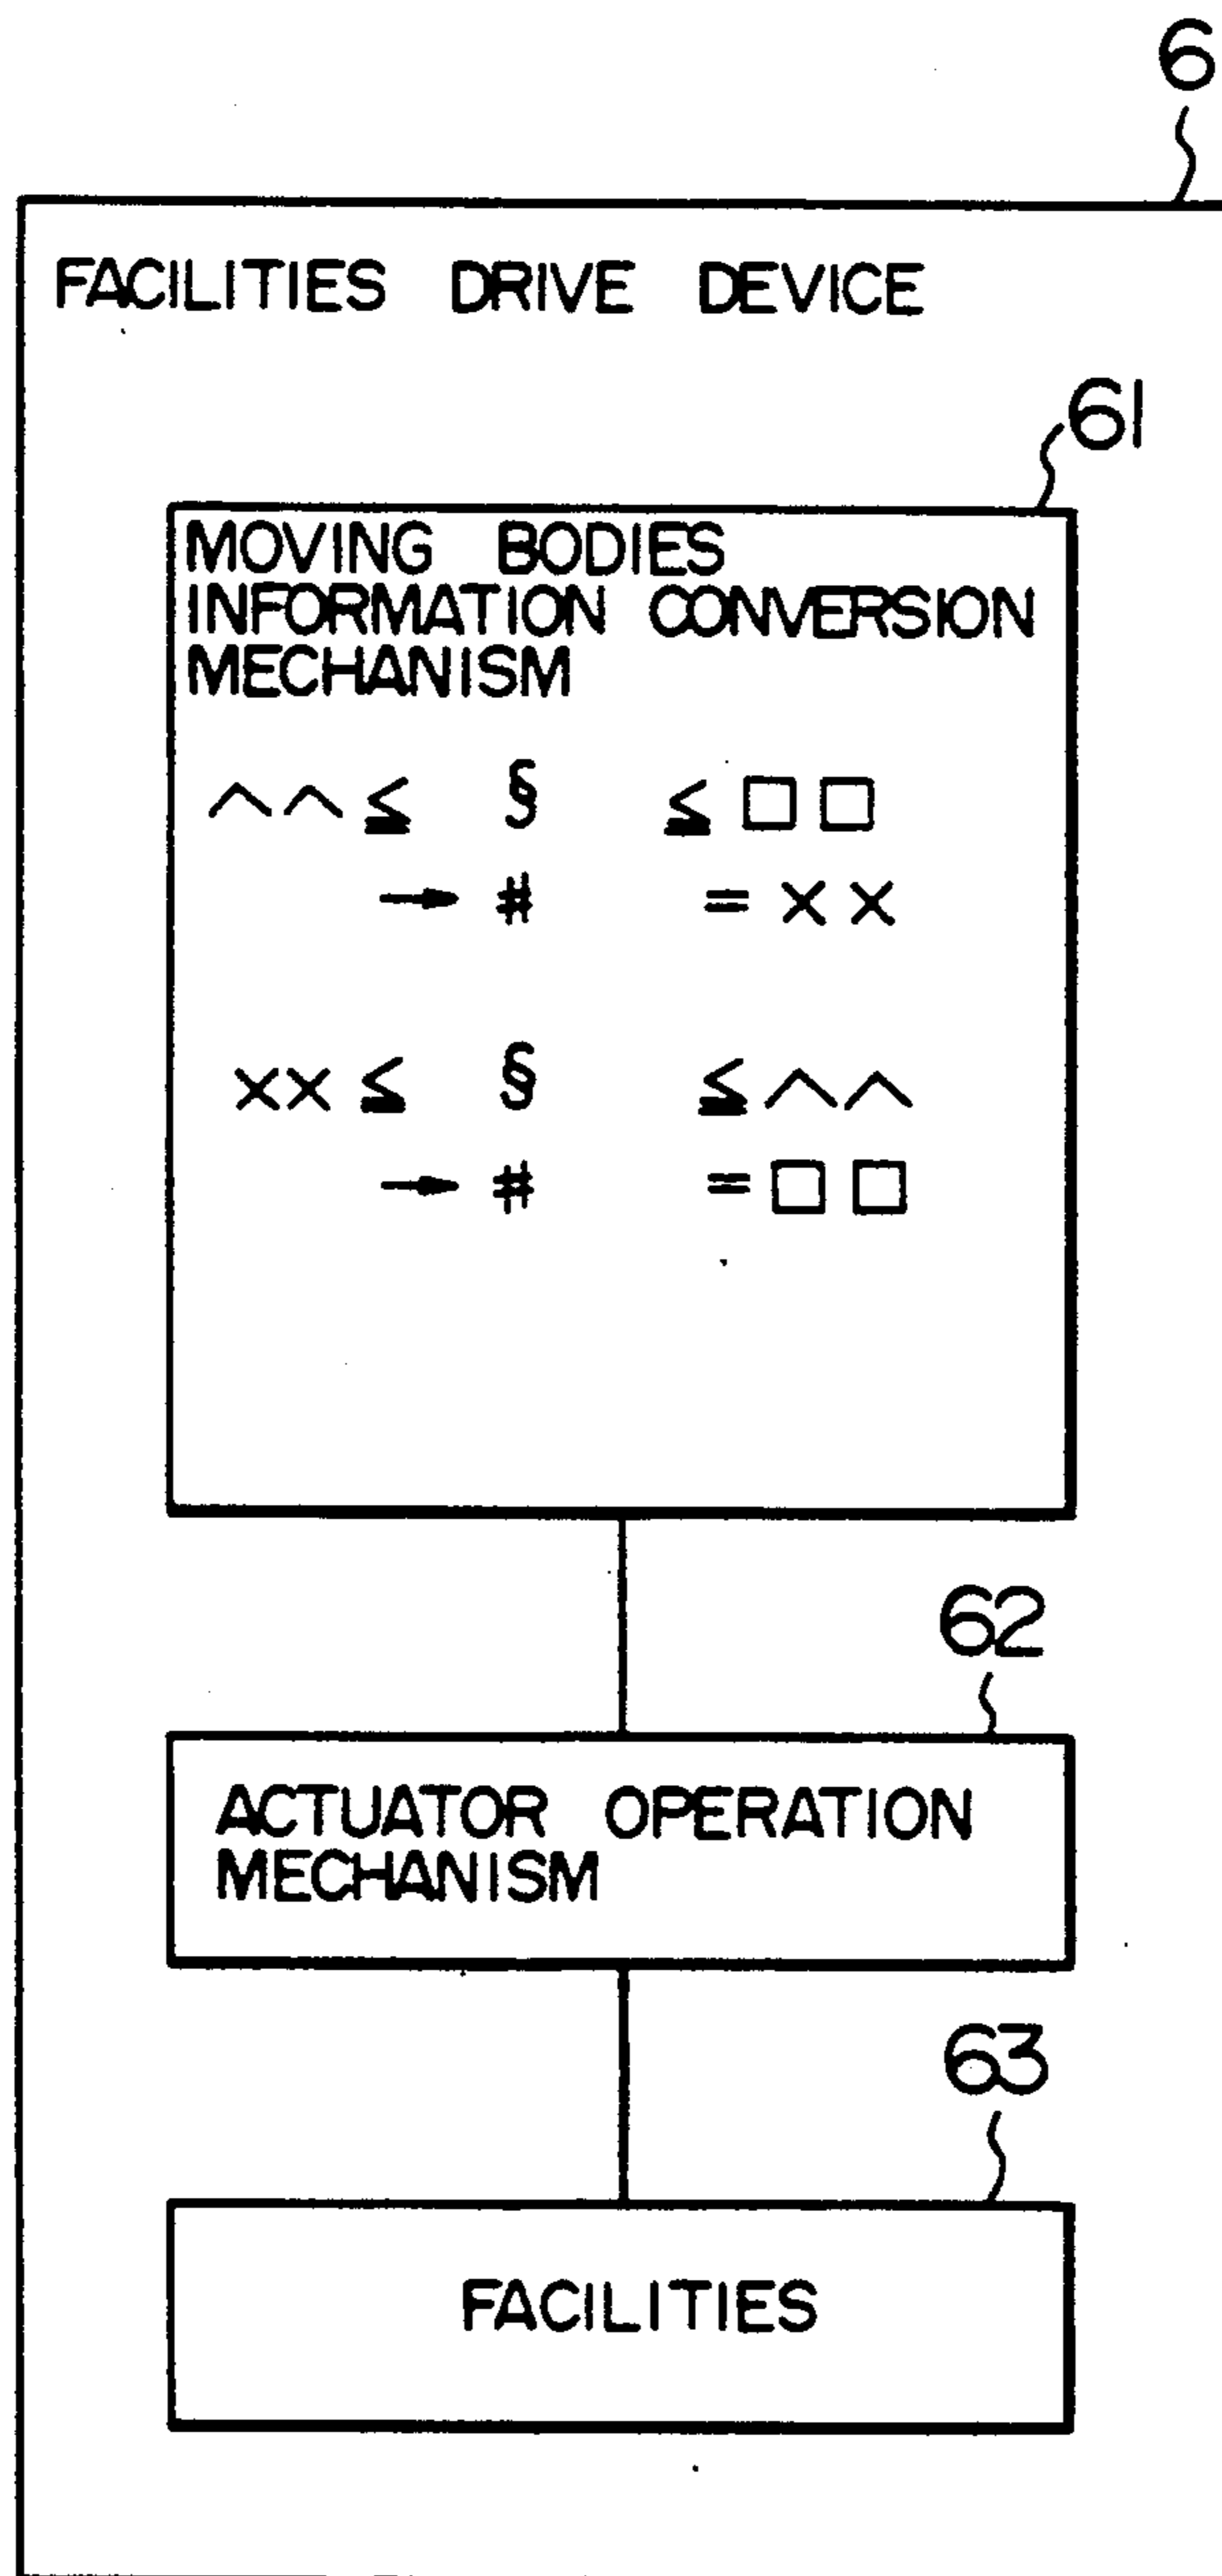 6
FACILITIES DRIVE DEVICE
61
MOVING BODIES
INFORMATION CONVERSION
MECHANISM
^ ^ ≦ § ≦ □ □
→ # = × ×
×× ≦ § ≦ ^ ^
→ # = □ □
62
ACTUATOR OPERATION
MECHANISM
63
FACILITIES